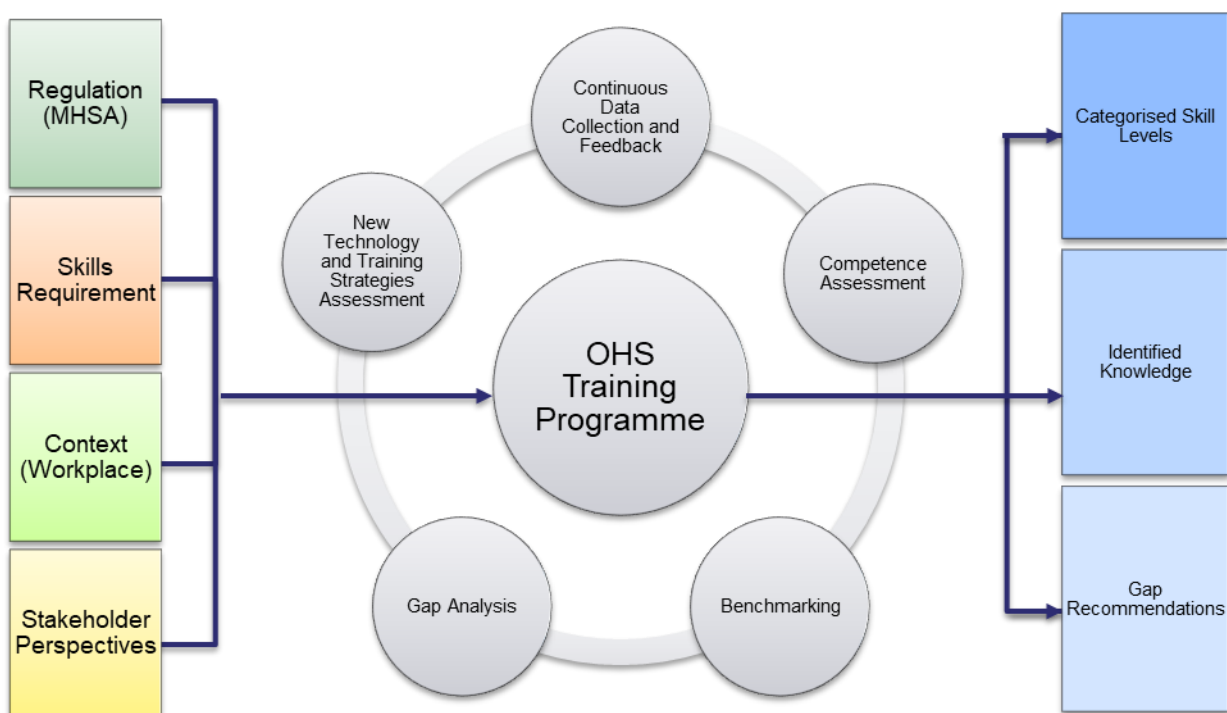 Regulation
(MHSA)
Skills
Requirement
Context
(Workplace)
Stakeholder
Perspectives
Continuous
Data
Collection and
Feedback
New
Technology
and Training
Strategies
Assessment
Competence
Assessment
OHS
Training
Programme
Gap Analysis
Benchmarking
Categorised Skill
Levels
Identified
Knowledge
Gap
Recommendations